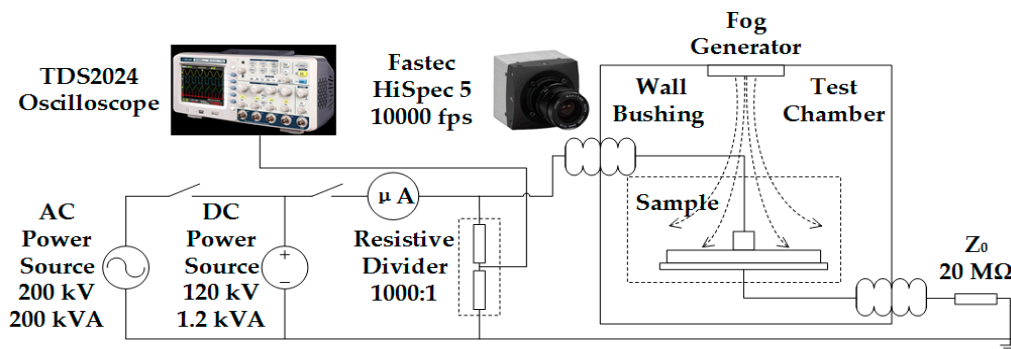 TDS2024
Oscilloscope
Fastec
HiSpec 5
10000 fps
Fog
Generator
Wall
Bushing
Test
Chamber
μA
AC
Power
Source
200 kV
200 kVA
DC
Power
Source
120 kV
1.2 kVA
+
−
Resistive
Divider
1000:1
Sample
Z₀
20 MΩ